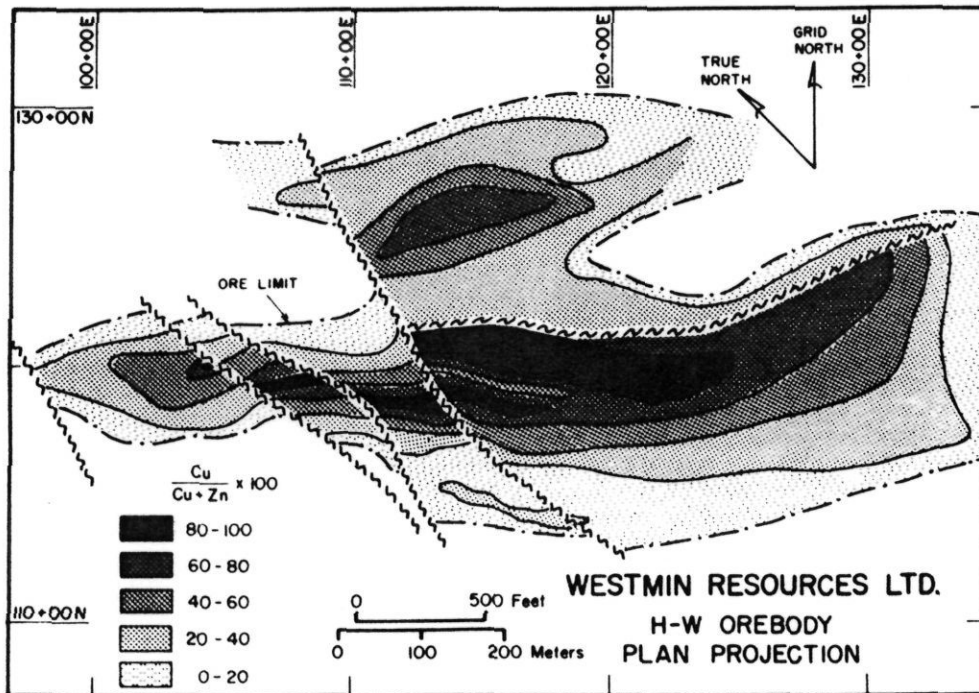 100+00E
110+00E
120+00E
130+00E
GRID
NORTH
TRUE
NORTH
130+00N
ORE LIMIT
Cu
Cu + Zn x 100
80-100
60-80
40-60
20-40
0-20
110+00N
0 500 Feet
0 100 200 Meters
WESTMIN RESOURCES LTD.
H-W OREBODY
PLAN PROJECTION